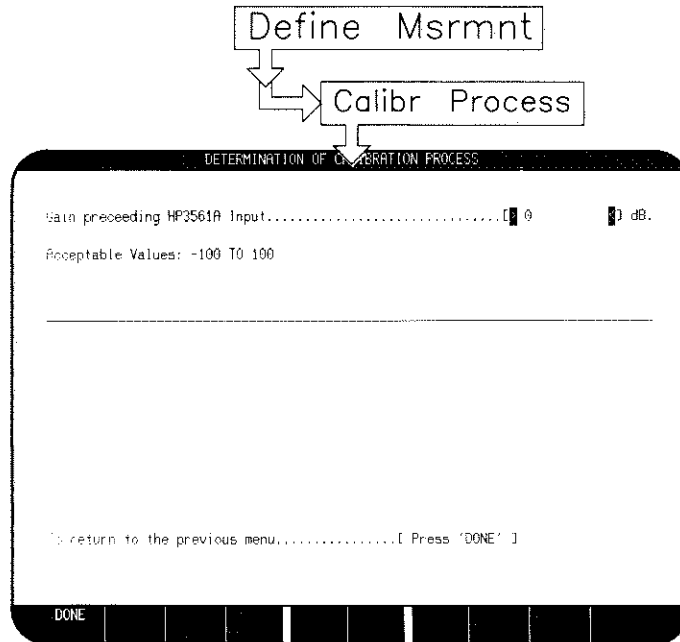 Define Msrmnt
Calibr Process
DETERMINATION OF CALIBRATION PROCESS
Gain preceeding HP3561A Input..............................[> 0 <] dB.
Acceptable Values: -100 TO 100
To return to the previous menu................[ Press 'DONE' ]
DONE